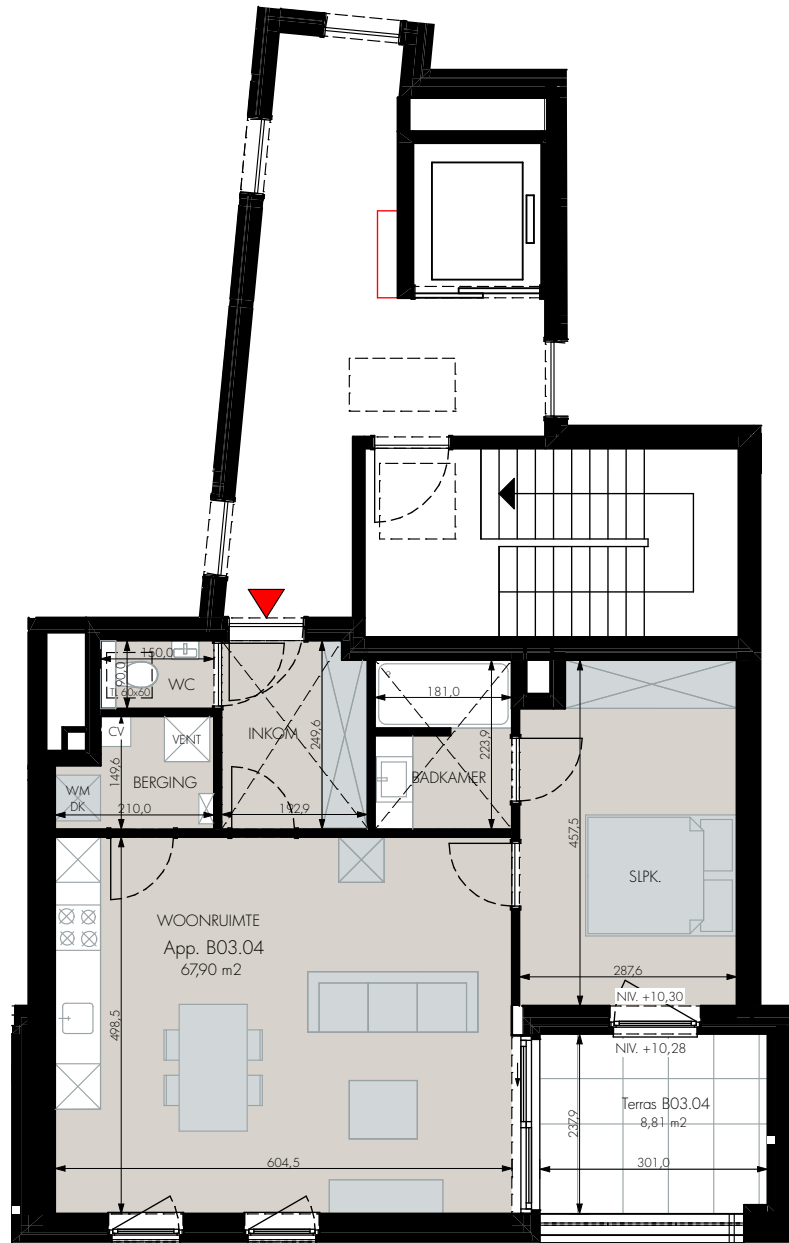 150,0
90,0
WC
TL 60x60
CV
VENT
INKOM
249,6
181,0
223,9
BADKAMER
149,6
BERGING
WM
DK
210,0
192,9
457,5
SLPK.
WOONRUIMTE
App. B03.04
67,90 m2
287,6
NIV. +10,30
498,5
NIV. +10,28
Terras B03.04
8,81 m2
237,9
604,5
301,0